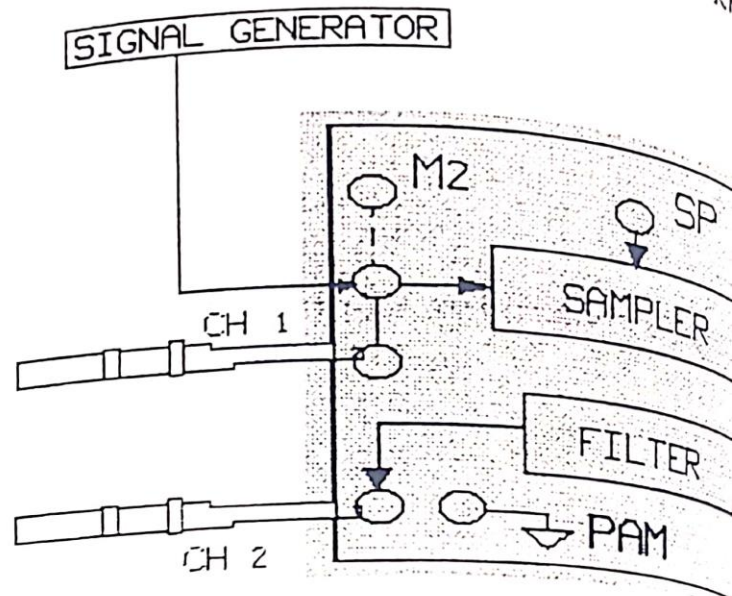 SIGNAL GENERATOR
M2
SP
SAMPLER
CH 1
FILTER
PAM
CH 2